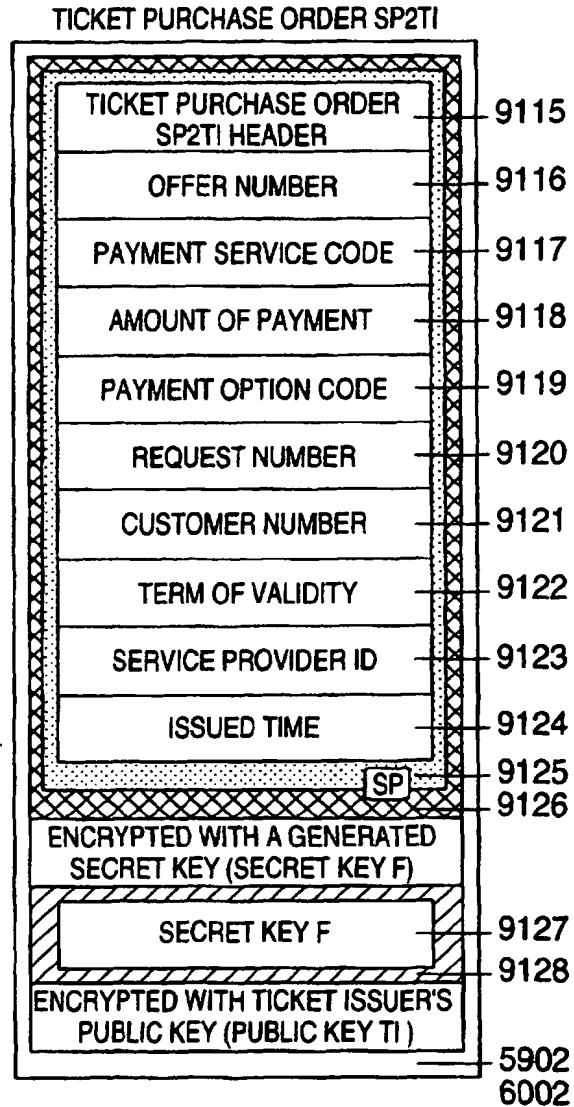 TICKET PURCHASE ORDER SP2TI
TICKET PURCHASE ORDER
SP2TI HEADER
9115
OFFER NUMBER
9116
PAYMENT SERVICE CODE
9117
AMOUNT OF PAYMENT
9118
PAYMENT OPTION CODE
9119
REQUEST NUMBER
9120
CUSTOMER NUMBER
9121
TERM OF VALIDITY
9122
SERVICE PROVIDER ID
9123
ISSUED TIME
9124
SP
9125
9126
ENCRYPTED WITH A GENERATED
SECRET KEY (SECRET KEY F)
SECRET KEY F
9127
9128
ENCRYPTED WITH TICKET ISSUER'S
PUBLIC KEY (PUBLIC KEY TI )
5902
6002